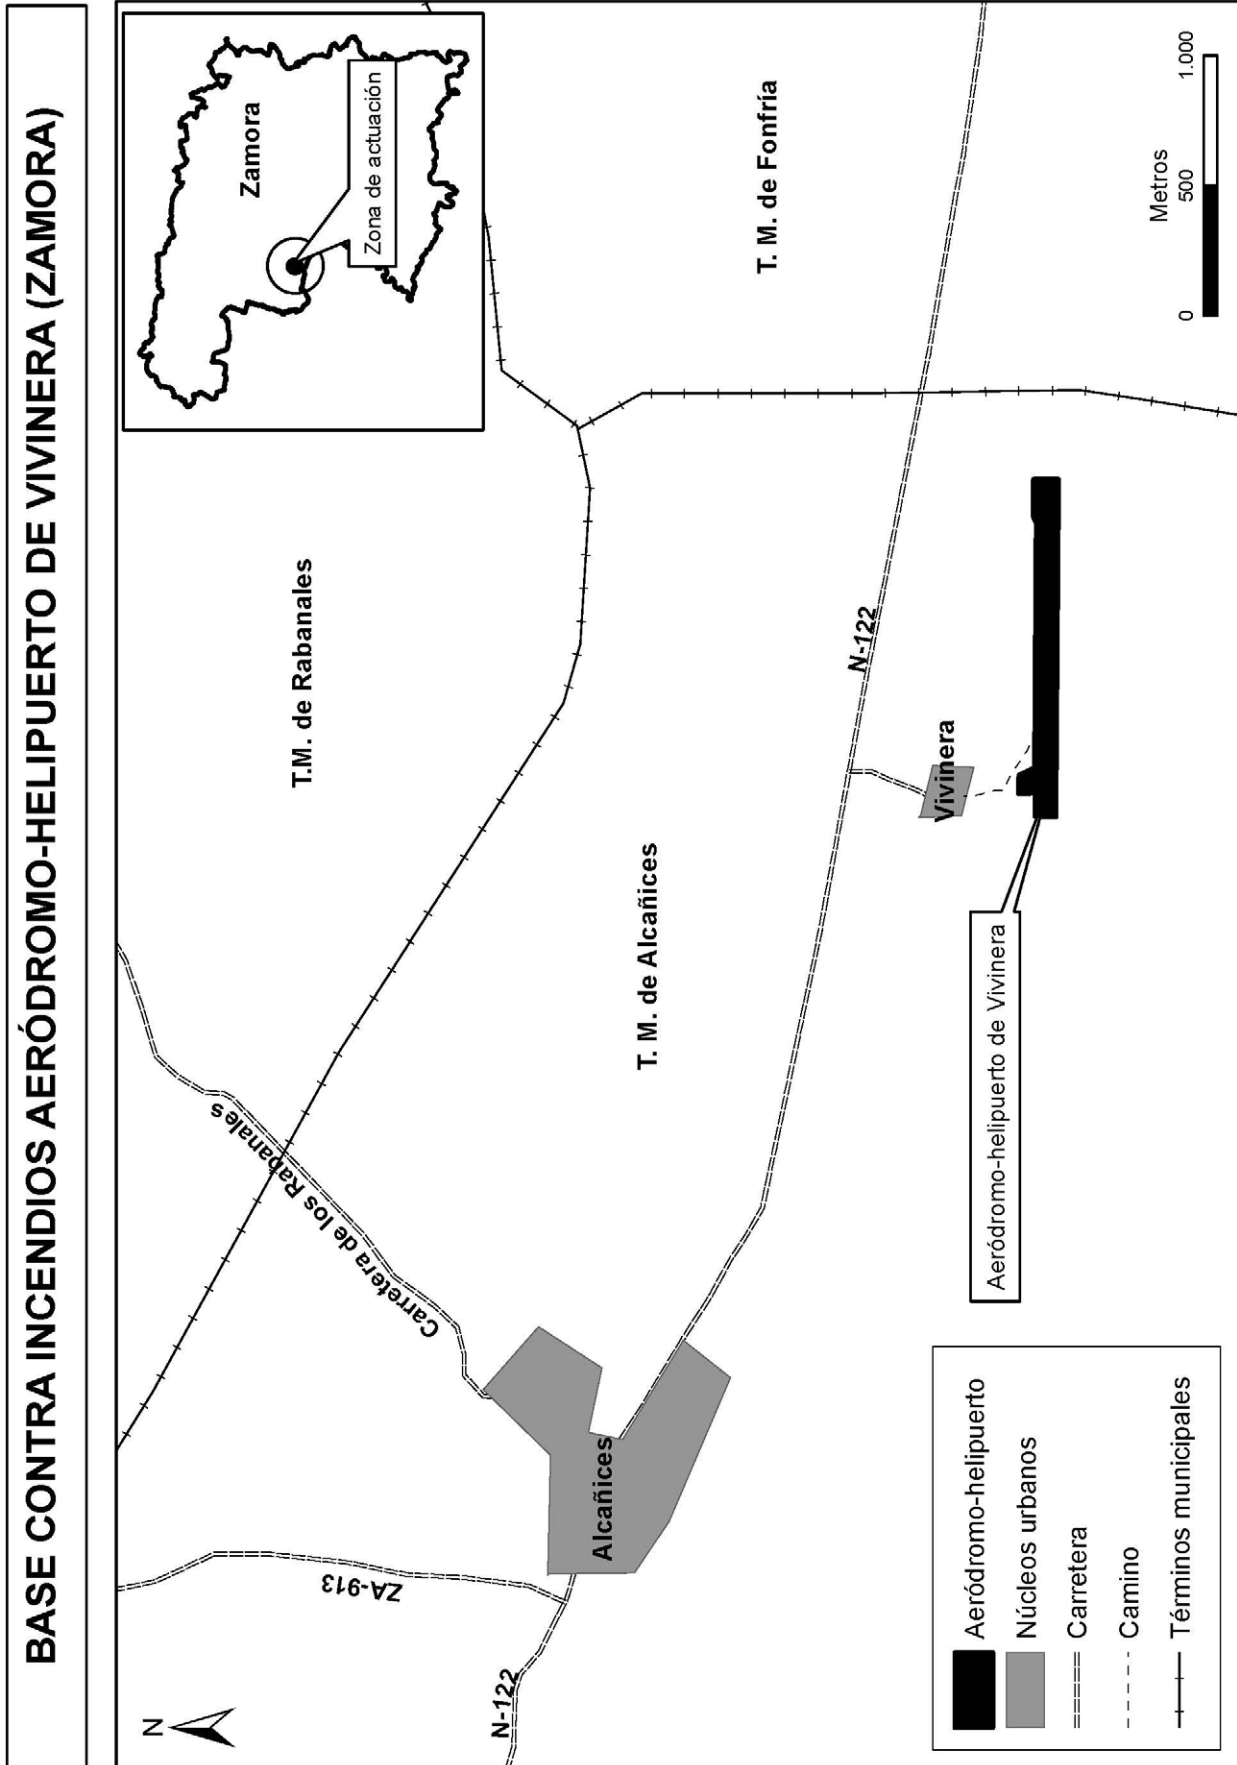 BASE CONTRA INCENDIOS AERÓDROMO-HELIPUERTO DE VIVINERA (ZAMORA)
N
Zamora
Zona de actuación
ZA-913
Carretera de los Rabanales
T.M. de Rabanales
N-122
Alcañices
T. M. de Alcañices
T. M. de Fonfría
N-122
Vivinera
Aeródromo-helipuerto de Vivinera
Aeródromo-helipuerto
Núcleos urbanos
Carretera
Camino
Términos municipales
Metros
0 500 1.000